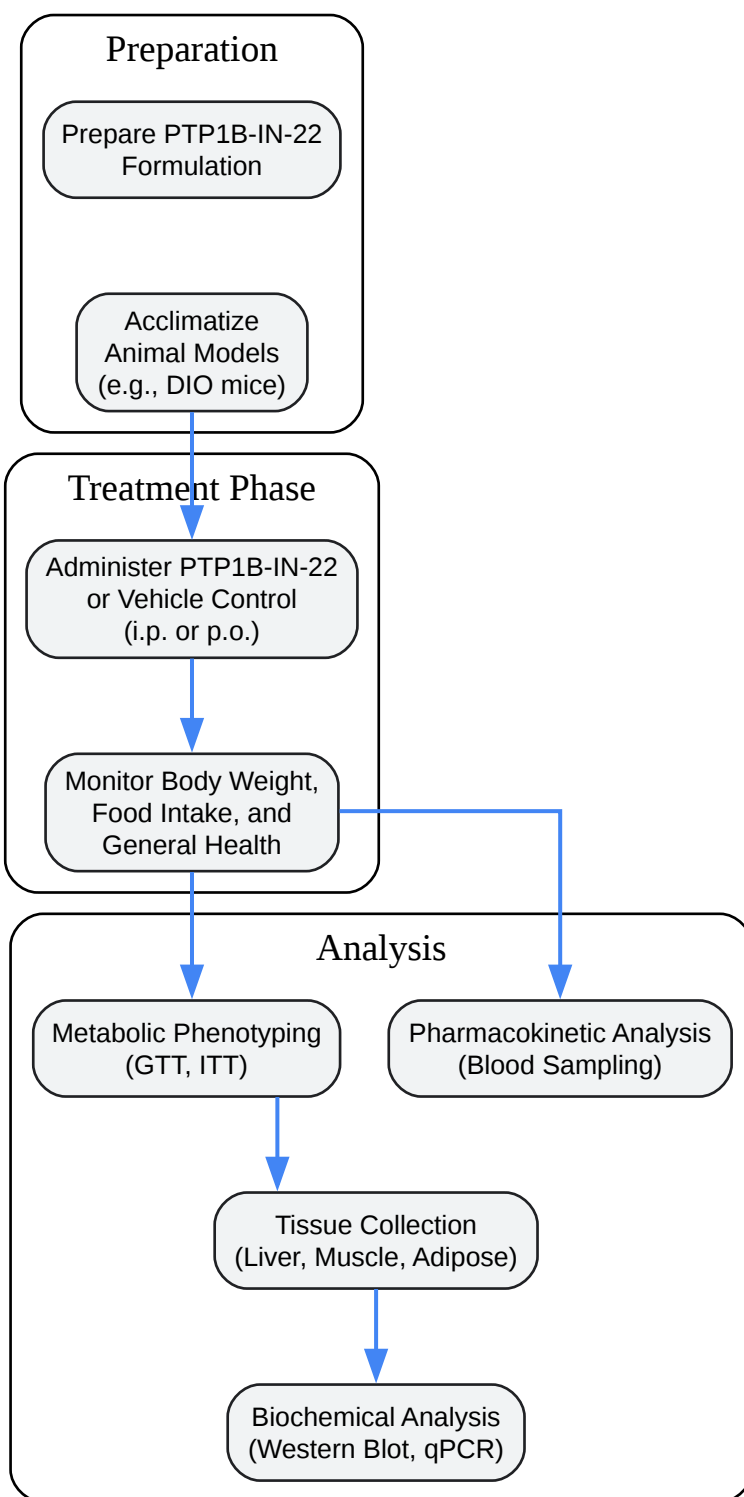 Preparation
Prepare PTP1B-IN-22
Formulation
Acclimatize
Animal Models
(e.g., DIO mice)
Treatment Phase
Administer PTP1B-IN-22
or Vehicle Control
(i.p. or p.o.)
Monitor Body Weight,
Food Intake, and
General Health
Analysis
Metabolic Phenotyping
(GTT, ITT)
Pharmacokinetic Analysis
(Blood Sampling)
Tissue Collection
(Liver, Muscle, Adipose)
Biochemical Analysis
(Western Blot, qPCR)